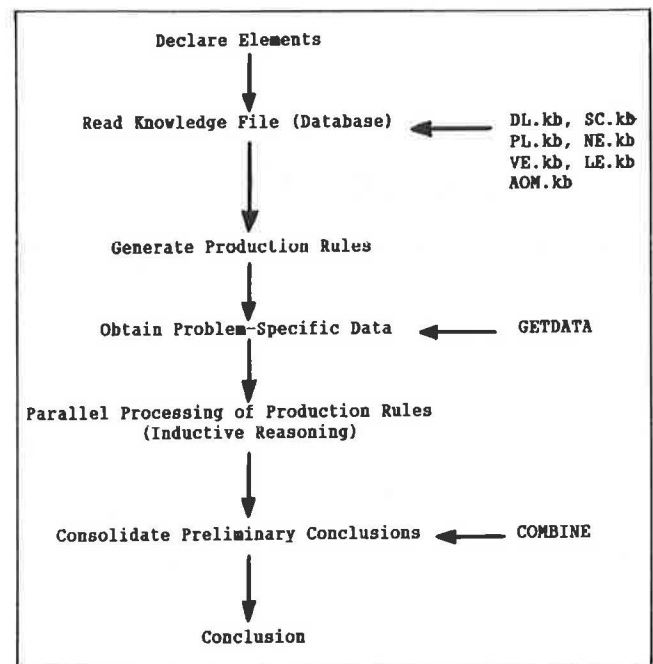 Declare Elements
Read Knowledge File (Database)
DL.kb, SC.kb
PL.kb, NE.kb
VE.kb, LE.kb
AOM.kb
Generate Production Rules
Obtain Problem-Specific Data
GETDATA
Parallel Processing of Production Rules
(Inductive Reasoning)
Consolidate Preliminary Conclusions
COMBINE
Conclusion